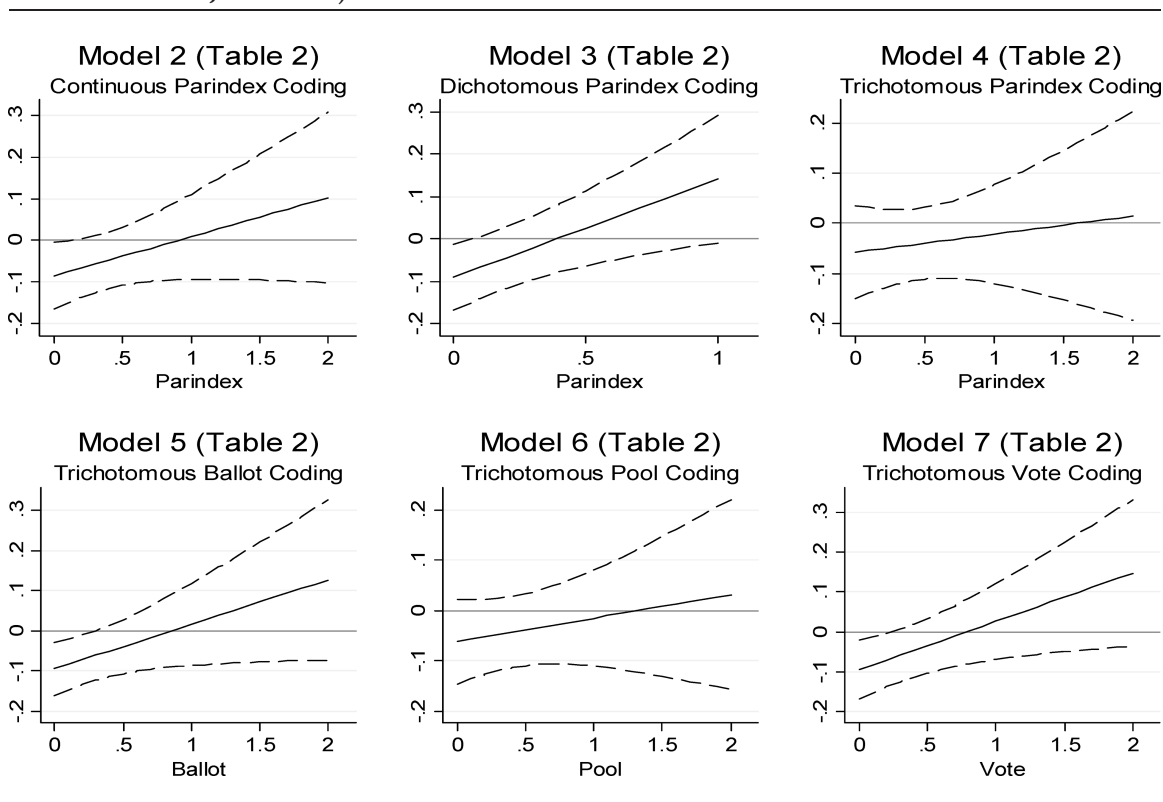 Model 2 (Table 2)
Continuous Parindex Coding
.3
.2
.1
0
-.1
-.2
0 .5 1 1.5 2
Parindex
Model 3 (Table 2)
Dichotomous Parindex Coding
.3
.2
.1
0
-.1
-.2
0 .5 1
Parindex
Model 4 (Table 2)
Trichotomous Parindex Coding
.2
.1
0
-.1
-.2
0 .5 1 1.5 2
Parindex
Model 5 (Table 2)
Trichotomous Ballot Coding
.3
.2
.1
0
-.1
-.2
0 .5 1 1.5 2
Ballot
Model 6 (Table 2)
Trichotomous Pool Coding
.2
.1
0
-.1
-.2
0 .5 1 1.5 2
Pool
Model 7 (Table 2)
Trichotomous Vote Coding
.3
.2
.1
0
-.1
-.2
0 .5 1 1.5 2
Vote